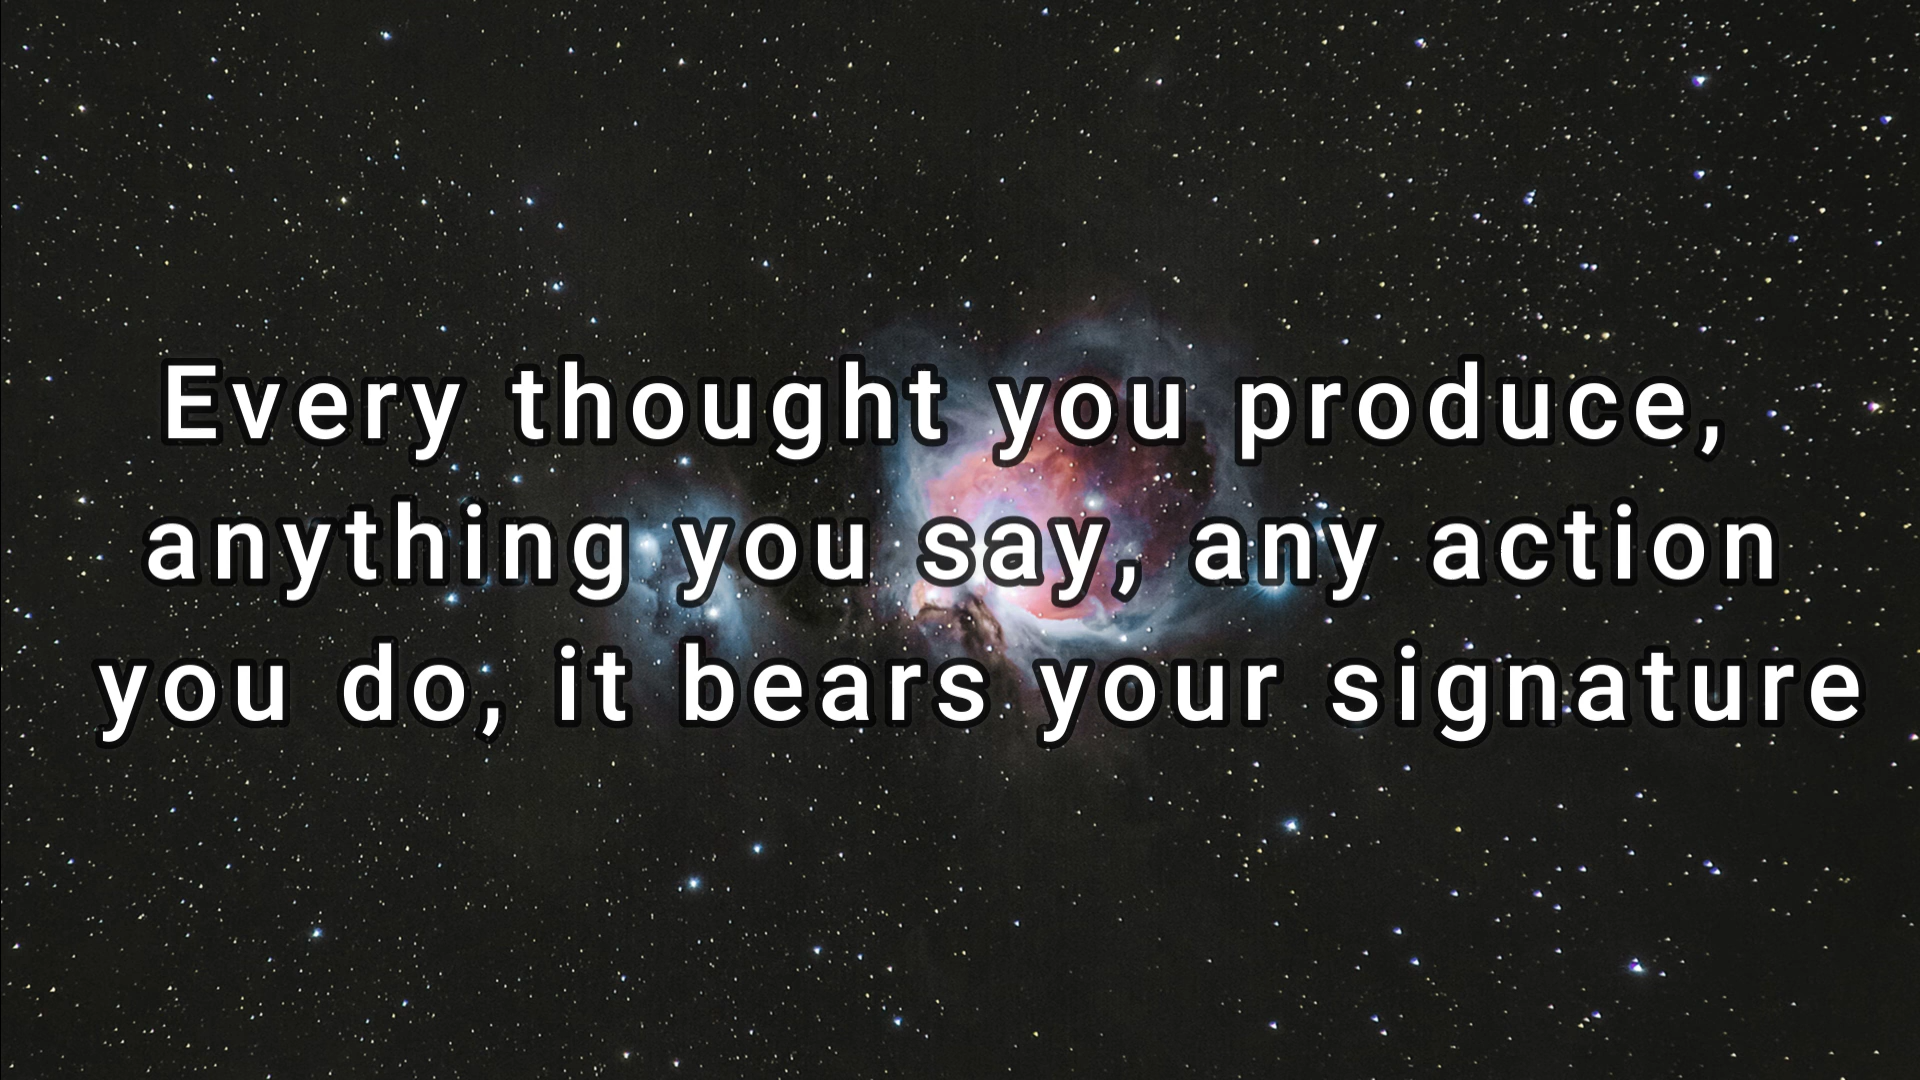 Every thought you produce,
anything you say, any action
you do, it bears your signature